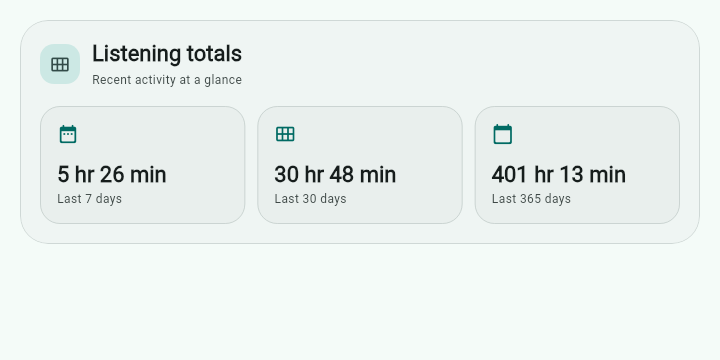 Listening totals
Recent activity at a glance
5 hr 26 min
Last 7 days
30 hr 48 min
Last 30 days
401 hr 13 min
Last 365 days